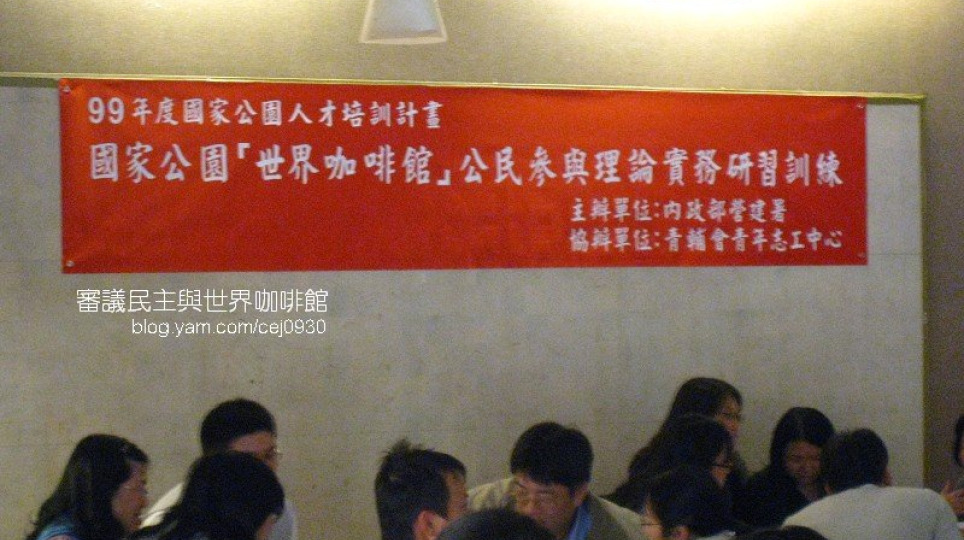 99年度國家公園人才培訓計畫
國家公園「世界咖啡館」公民參與理論實務研習訓練
主辦單位:內政部營建署
協辦單位:青輔會青年志工中心
審議民主與世界咖啡館
blog.yam.com/cej0930